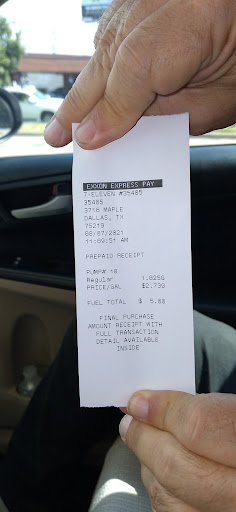 EXXON EXPRESS PAY
7-ELEVEN #35485
35485
3716 MAPLE
DALLAS, TX
75219
06/07/2021
11:09:51 AM
PREPAID RECEIPT
PUMP# 10
Regular 1.825G
PRICE/GAL $2.739
FUEL TOTAL $ 5.00
FINAL PURCHASE
AMOUNT RECEIPT WITH
FULL TRANSACTION
DETAIL AVAILABLE
INSIDE